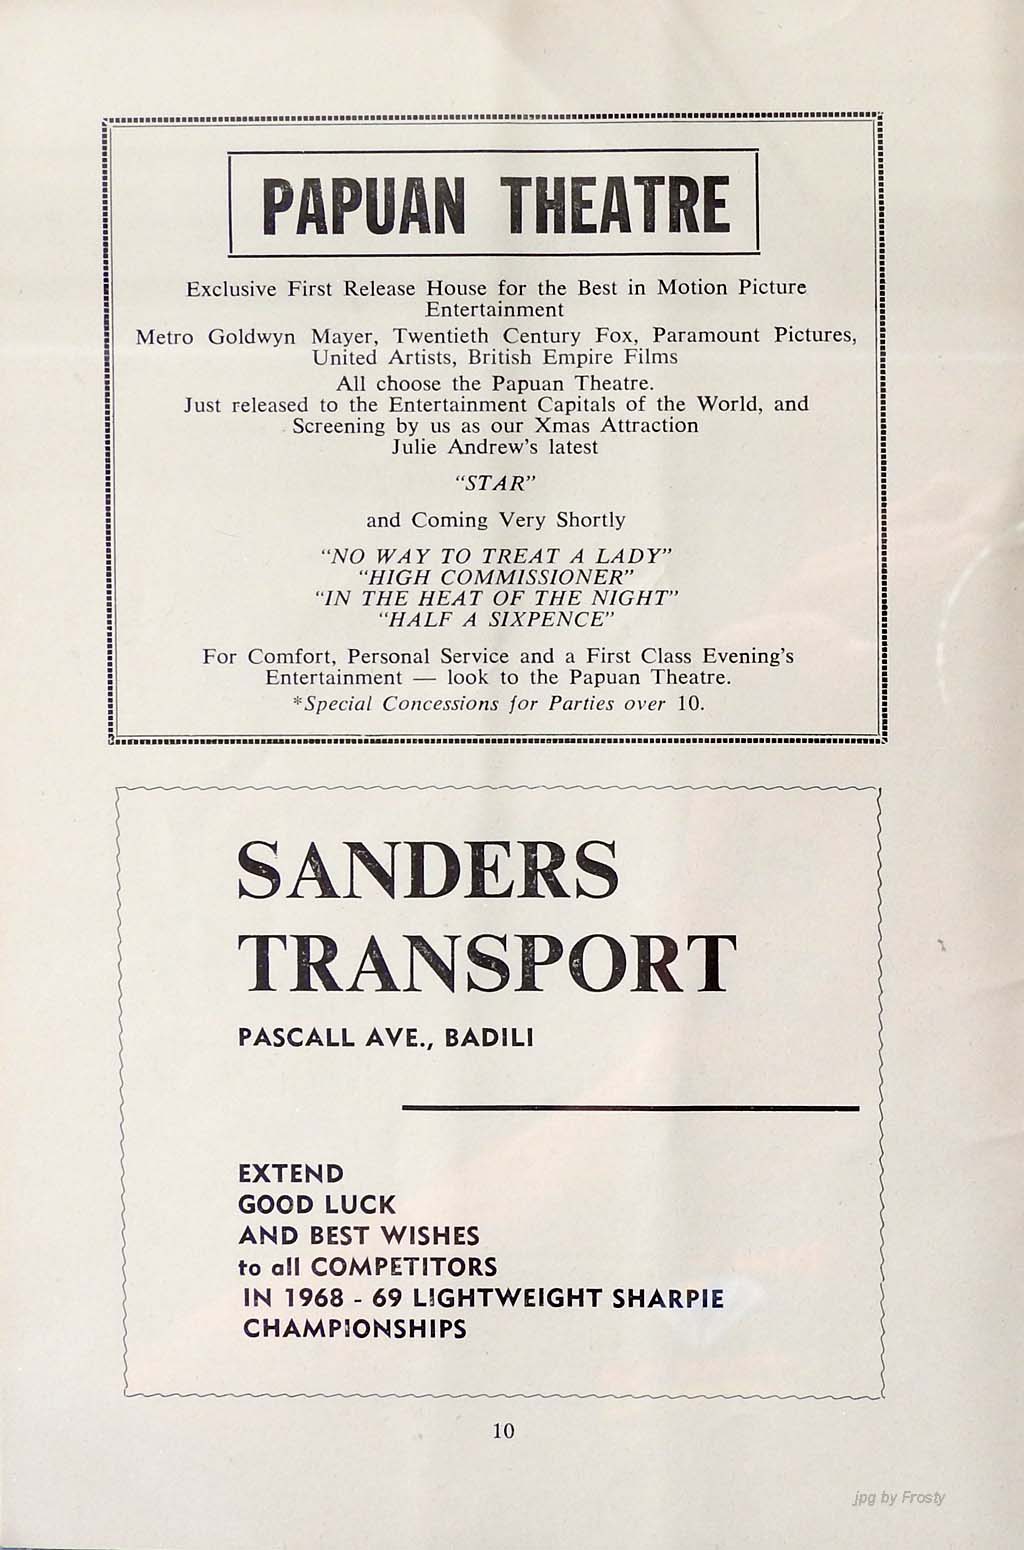 PAPUAN THEATRE
Exclusive First Release House for the Best in Motion Picture
Entertainment
Metro Goldwyn Mayer, Twentieth Century Fox, Paramount Pictures,
United Artists, British Empire Films
All choose the Papuan Theatre.
Just released to the Entertainment Capitals of the World, and
Screening by us as our Xmas Attraction
Julie Andrew's latest
"STAR"
and Coming Very Shortly
"NO WAY TO TREAT A LADY"
"HIGH COMMISSIONER"
"IN THE HEAT OF THE NIGHT"
"HALF A SIXPENCE"
For Comfort, Personal Service and a First Class Evening's
Entertainment — look to the Papuan Theatre.
*Special Concessions for Parties over 10.
SANDERS
TRANSPORT
PASCALL AVE., BADILI
EXTEND
GOOD LUCK
AND BEST WISHES
to all COMPETITORS
IN 1968 - 69 LIGHTWEIGHT SHARPIE
CHAMPIONSHIPS
10
jpg by Frosty